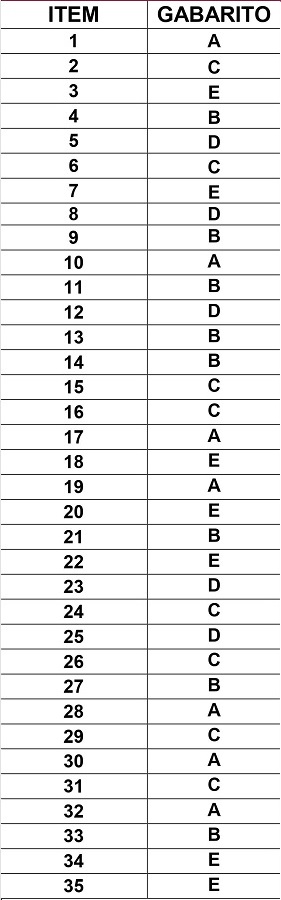 ITEM GABARITO
1 A
2 C
3 E
4 B
5 D
6 C
7 E
8 D
9 B
10 A
11 B
12 D
13 B
14 B
15 C
16 C
17 A
18 E
19 A
20 E
21 B
22 E
23 D
24 C
25 D
26 C
27 B
28 A
29 C
30 A
31 C
32 A
33 B
34 E
35 E